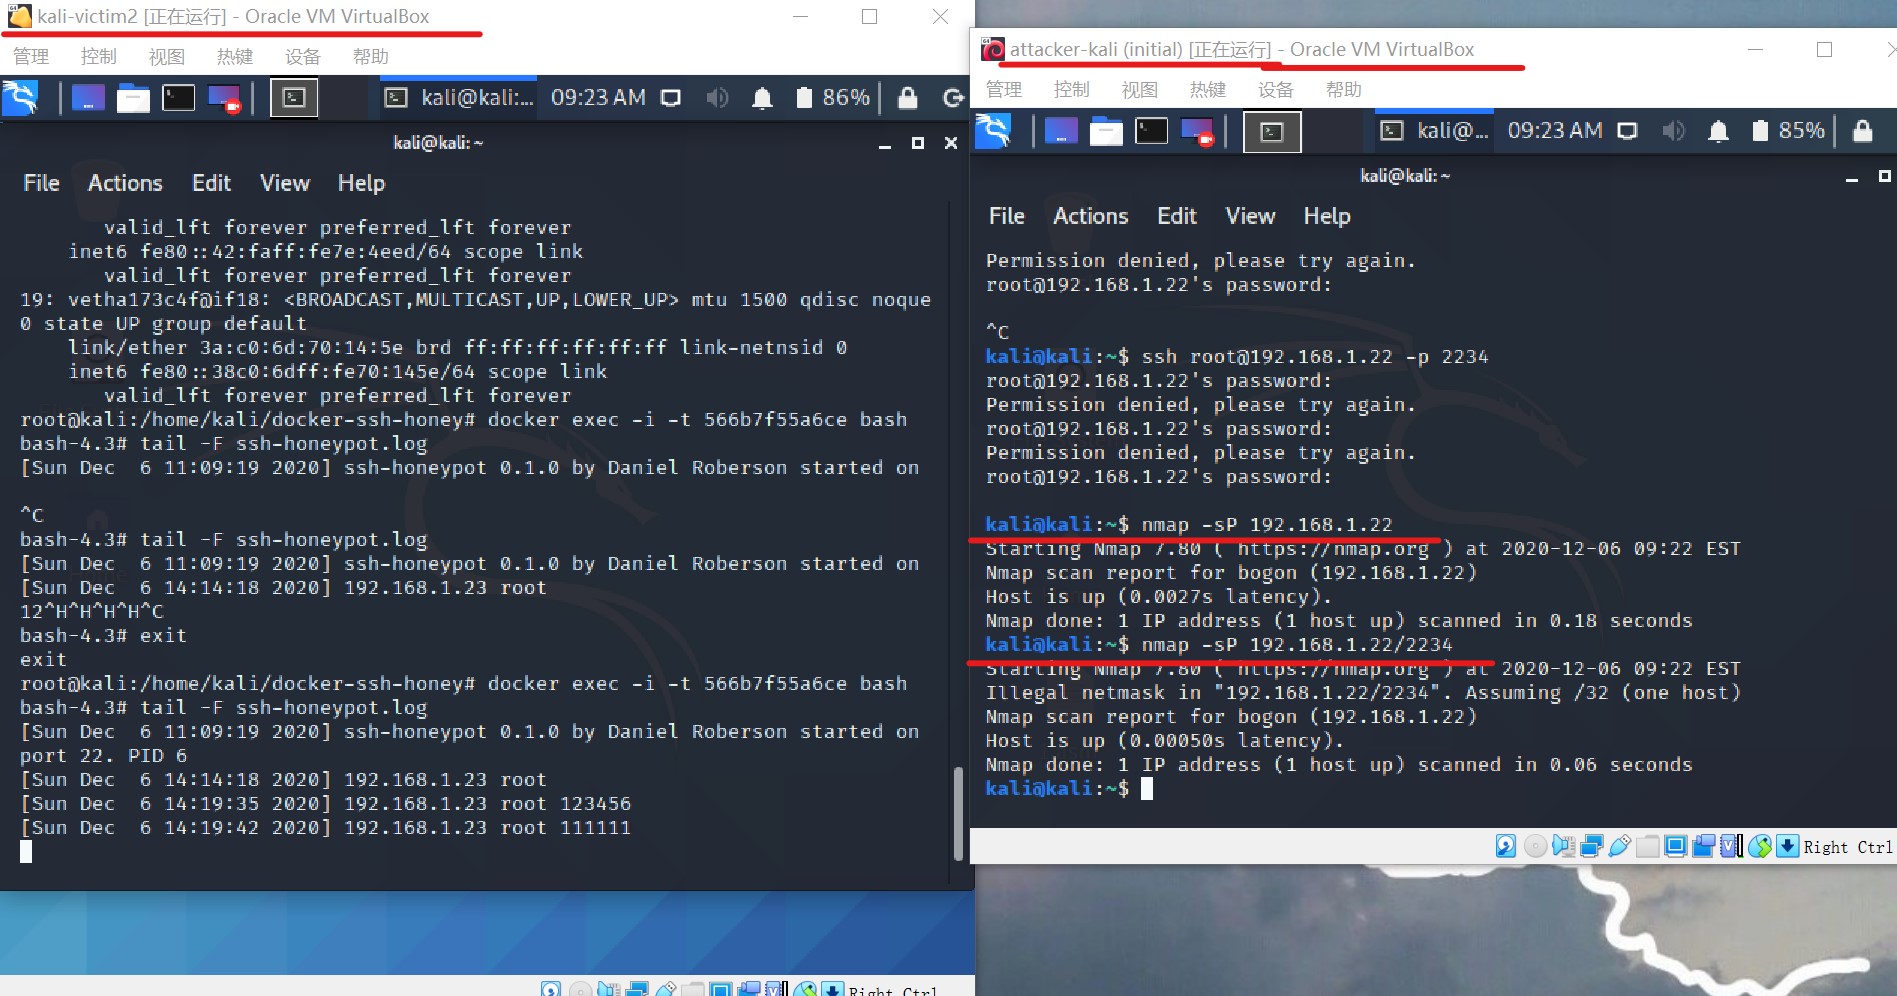 kali-victim2 [正在运行] - Oracle VM VirtualBox
管理 控制 视图 热键 设备 帮助
kali@kali:... 09:23 AM 86%
kali@kali: ~
File Actions Edit View Help
valid_lft forever preferred_lft forever
inet6 fe80::42:faff:fe7e:4eed/64 scope link
valid_lft forever preferred_lft forever
19: vetha173c4f@if18: <BROADCAST,MULTICAST,UP,LOWER_UP> mtu 1500 qdisc noque
0 state UP group default
link/ether 3a:c0:6d:70:14:5e brd ff:ff:ff:ff:ff:ff link-netnsid 0
inet6 fe80::38c0:6dff:fe70:145e/64 scope link
valid_lft forever preferred_lft forever
root@kali:/home/kali/docker-ssh-honey# docker exec -i -t 566b7f55a6ce bash
bash-4.3# tail -F ssh-honeypot.log
[Sun Dec  6 11:09:19 2020] ssh-honeypot 0.1.0 by Daniel Roberson started on
^C
bash-4.3# tail -F ssh-honeypot.log
[Sun Dec  6 11:09:19 2020] ssh-honeypot 0.1.0 by Daniel Roberson started on
[Sun Dec  6 14:14:18 2020] 192.168.1.23 root
12^H^H^H^H^C
bash-4.3# exit
exit
root@kali:/home/kali/docker-ssh-honey# docker exec -i -t 566b7f55a6ce bash
bash-4.3# tail -F ssh-honeypot.log
[Sun Dec  6 11:09:19 2020] ssh-honeypot 0.1.0 by Daniel Roberson started on
port 22. PID 6
[Sun Dec  6 14:14:18 2020] 192.168.1.23 root
[Sun Dec  6 14:19:35 2020] 192.168.1.23 root 123456
[Sun Dec  6 14:19:42 2020] 192.168.1.23 root 111111
Right Ctrl
attacker-kali (initial) [正在运行] - Oracle VM VirtualBox
管理 控制 视图 热键 设备 帮助
kali@... 09:23 AM 85%
kali@kali: ~
File Actions Edit View Help
Permission denied, please try again.
root@192.168.1.22's password:
^C
kali@kali:~$ ssh root@192.168.1.22 -p 2234
root@192.168.1.22's password:
Permission denied, please try again.
root@192.168.1.22's password:
Permission denied, please try again.
root@192.168.1.22's password:
kali@kali:~$ nmap -sP 192.168.1.22
Starting Nmap 7.80 ( https://nmap.org ) at 2020-12-06 09:22 EST
Nmap scan report for bogon (192.168.1.22)
Host is up (0.0027s latency).
Nmap done: 1 IP address (1 host up) scanned in 0.18 seconds
kali@kali:~$ nmap -sP 192.168.1.22/2234
Starting Nmap 7.80 ( https://nmap.org ) at 2020-12-06 09:22 EST
Illegal netmask in "192.168.1.22/2234". Assuming /32 (one host)
Nmap scan report for bogon (192.168.1.22)
Host is up (0.00050s latency).
Nmap done: 1 IP address (1 host up) scanned in 0.06 seconds
kali@kali:~$
Right Ctrl